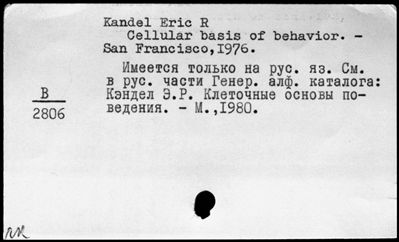 Kandel Eric R
Cellular basis of behavior. -
San Francisco,1976.
Имеется только на рус. яз. См.
в рус. части Генер. алф. каталога:
Кэндел Э.Р. Клеточные основы по-
ведения. - М.,1980.
В
2806